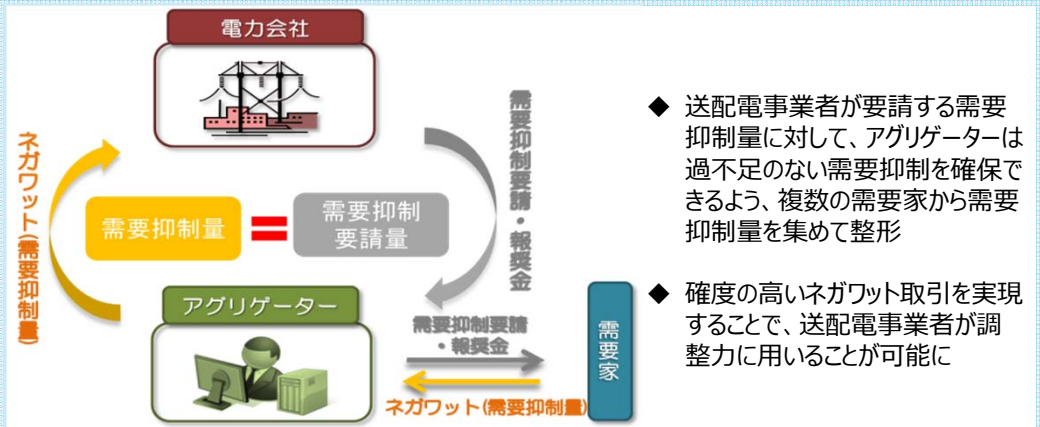 電力会社
ネガワット(需要抑制量)
需要抑制要請・報奨金
需要抑制量
=
需要抑制
要請量
アグリゲーター
需要抑制要請
・報奨金
ネガワット(需要抑制量)
需要家
◆ 送配電事業者が要請する需要
抑制量に対して、アグリゲーターは
過不足のない需要抑制を確保で
きるよう、複数の需要家から需要
抑制量を集めて整形
◆ 確度の高いネガワット取引を実現
することで、送配電事業者が調
整力に用いることが可能に